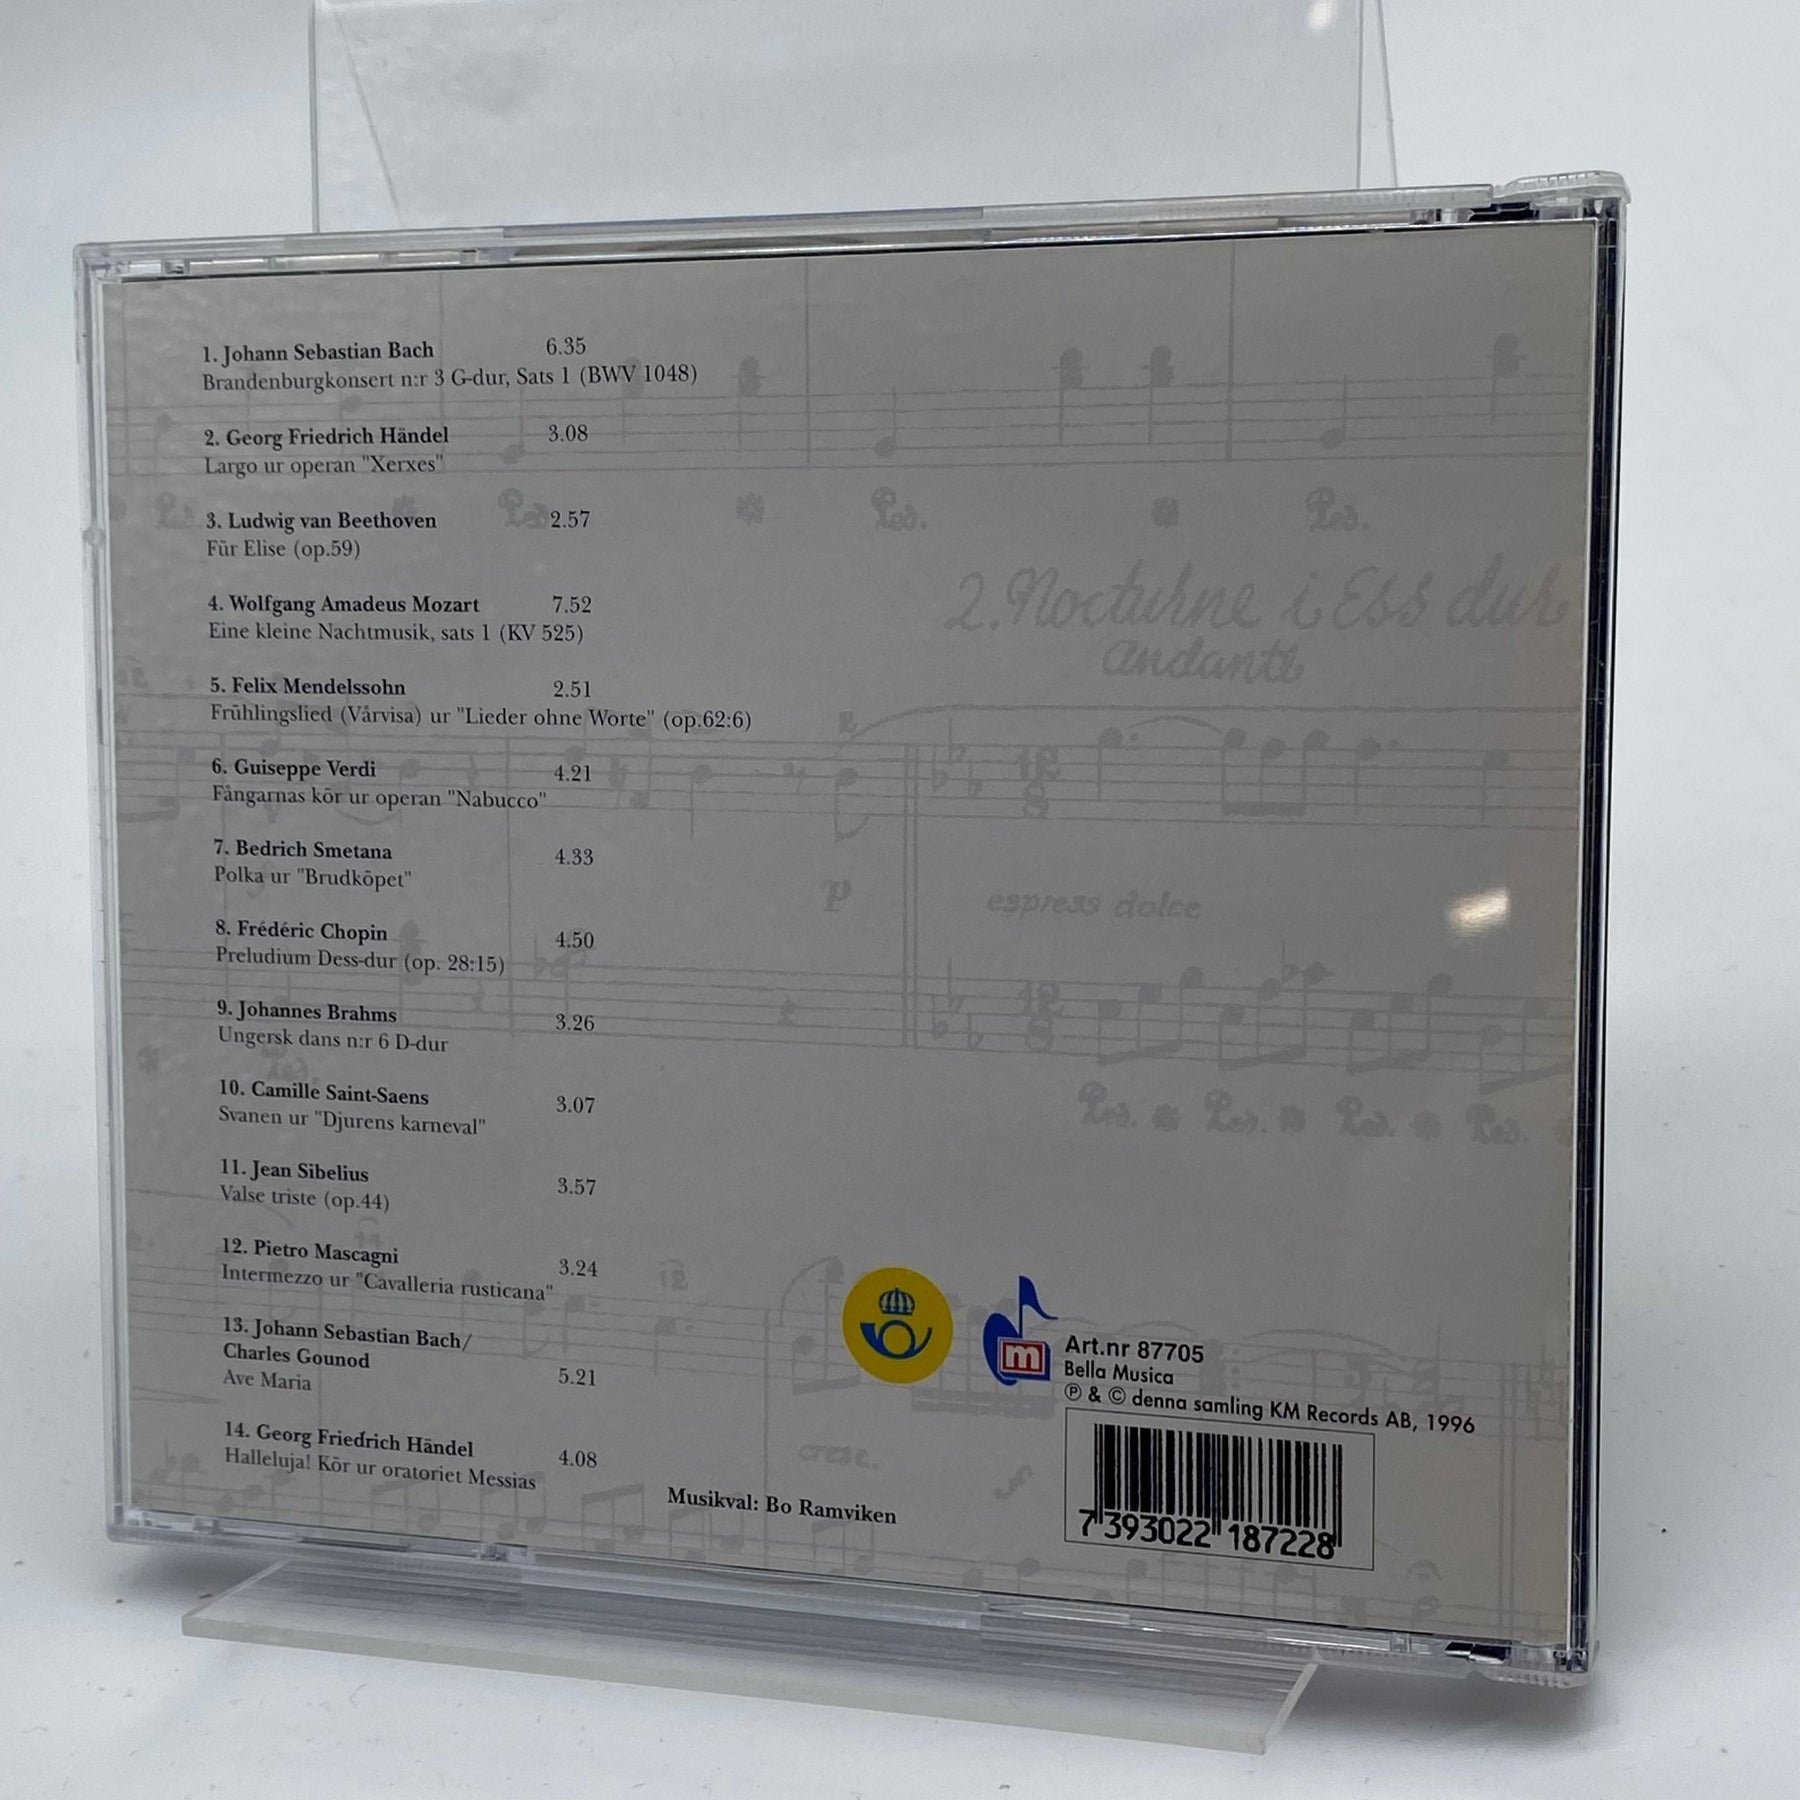 1. Johann Sebastian Bach 6.35
Brandenburgkonsert n:r 3 G-dur, Sats 1 (BWV 1048)
2. Georg Friedrich Händel 3.08
Largo ur operan "Xerxes"
3. Ludwig van Beethoven 2.57
Für Elise (op.59)
4. Wolfgang Amadeus Mozart 7.52
Eine kleine Nachtmusik, sats 1 (KV 525)
5. Felix Mendelssohn 2.51
Frühlingslied (Vårvisa) ur "Lieder ohne Worte" (op.62:6)
6. Guiseppe Verdi 4.21
Fångarnas kör ur operan "Nabucco"
7. Bedrich Smetana 4.33
Polka ur "Brudköpet"
8. Frédéric Chopin 4.50
Preludium Dess-dur (op. 28:15)
9. Johannes Brahms 3.26
Ungersk dans n:r 6 D-dur
10. Camille Saint-Saens 3.07
Svanen ur "Djurens karneval"
11. Jean Sibelius 3.57
Valse triste (op.44)
12. Pietro Mascagni 3.24
Intermezzo ur "Cavalleria rusticana"
13. Johann Sebastian Bach/
Charles Gounod
Ave Maria 5.21
14. Georg Friedrich Händel 4.08
Halleluja! Kör ur oratoriet Messias
Musikval: Bo Ramviken
2. Nocturne i Ess dur
Andante
p espress dolce
Ped. * Ped. * Ped. * Ped.
cresc. f
m
Art.nr 87705
Bella Musica
℗ & © denna samling KM Records AB, 1996
7 393022 187228